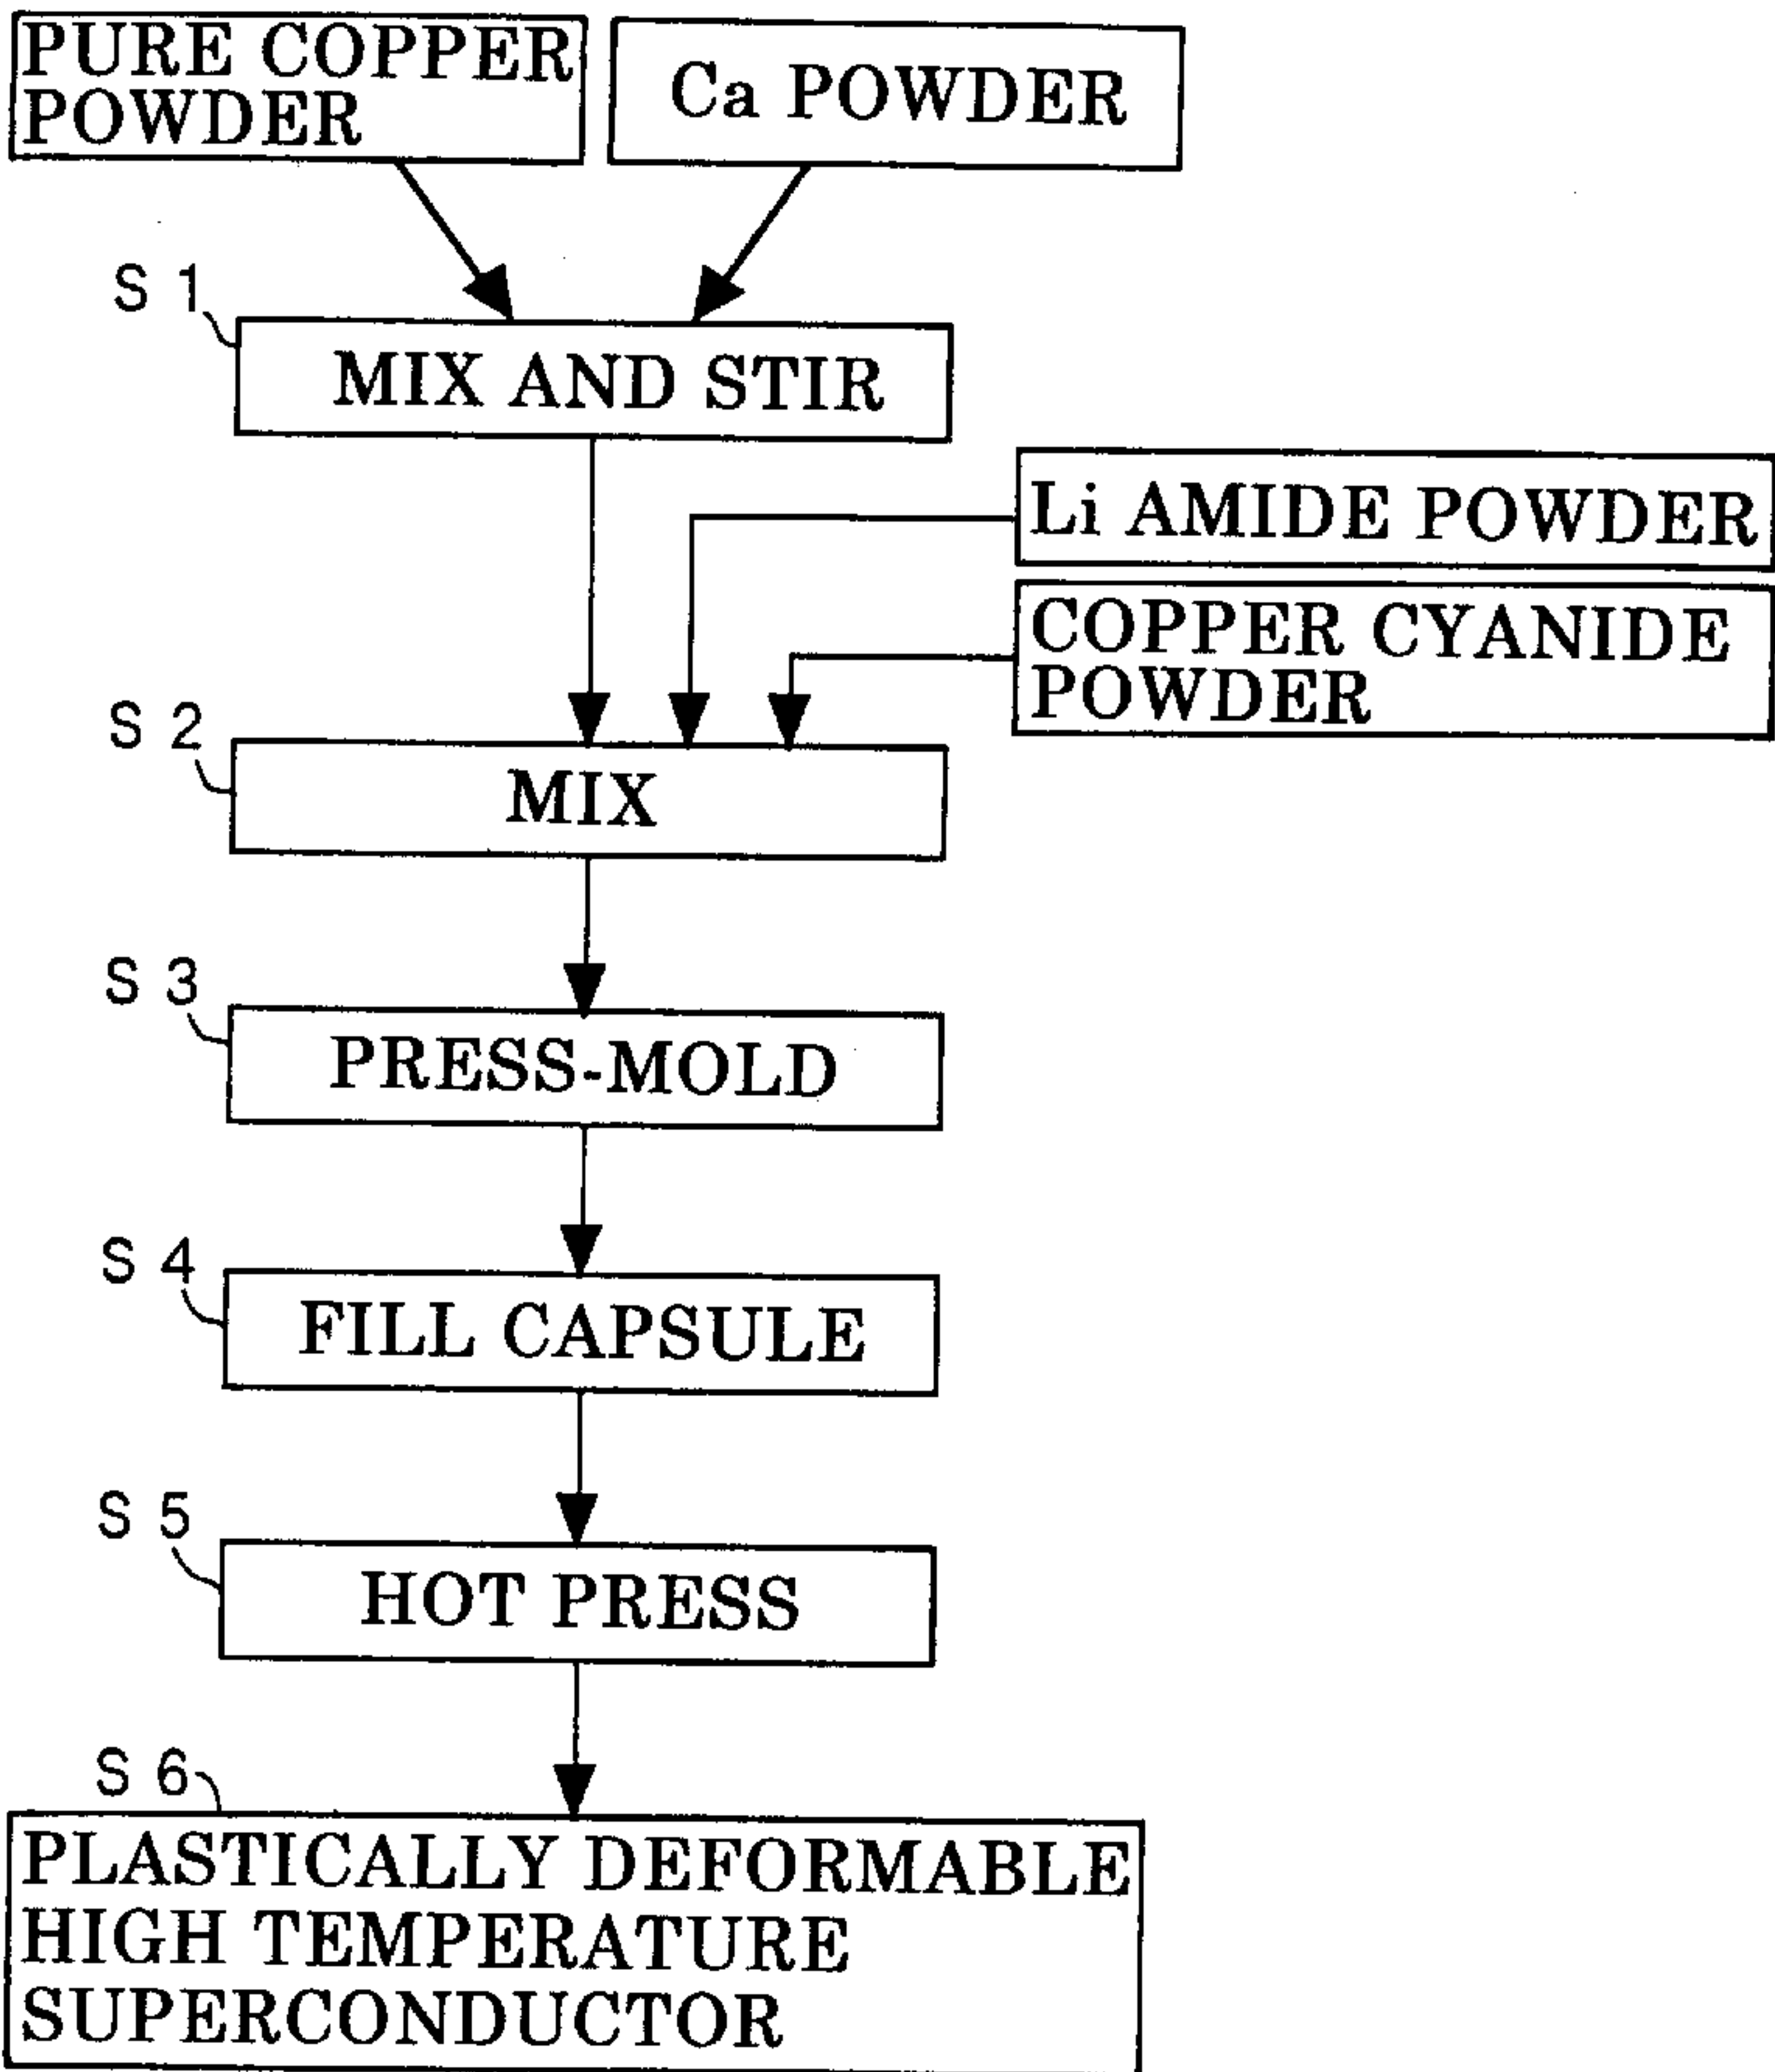 PURE COPPER
POWDER
Ca POWDER
S 1
MIX AND STIR
Li AMIDE POWDER
COPPER CYANIDE
POWDER
S 2
MIX
S 3
PRESS-MOLD
S 4
FILL CAPSULE
S 5
HOT PRESS
S 6
PLASTICALLY DEFORMABLE
HIGH TEMPERATURE
SUPERCONDUCTOR